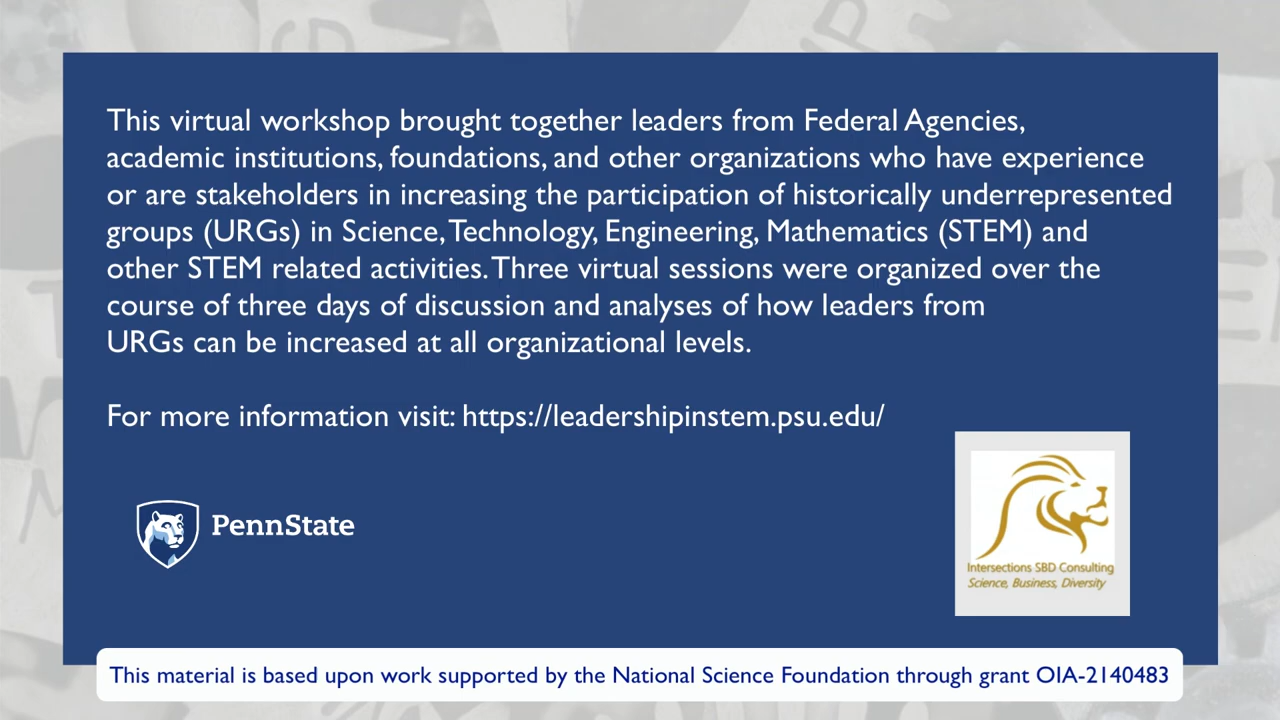 This virtual workshop brought together leaders from Federal Agencies,
academic institutions, foundations, and other organizations who have experience
or are stakeholders in increasing the participation of historically underrepresented
groups (URGs) in Science, Technology, Engineering, Mathematics (STEM) and
other STEM related activities. Three virtual sessions were organized over the
course of three days of discussion and analyses of how leaders from
URGs can be increased at all organizational levels.
For more information visit: https://leadershipinstem.psu.edu/
PennState
Intersections SBD Consulting
Science, Business, Diversity
This material is based upon work supported by the National Science Foundation through grant OIA-2140483